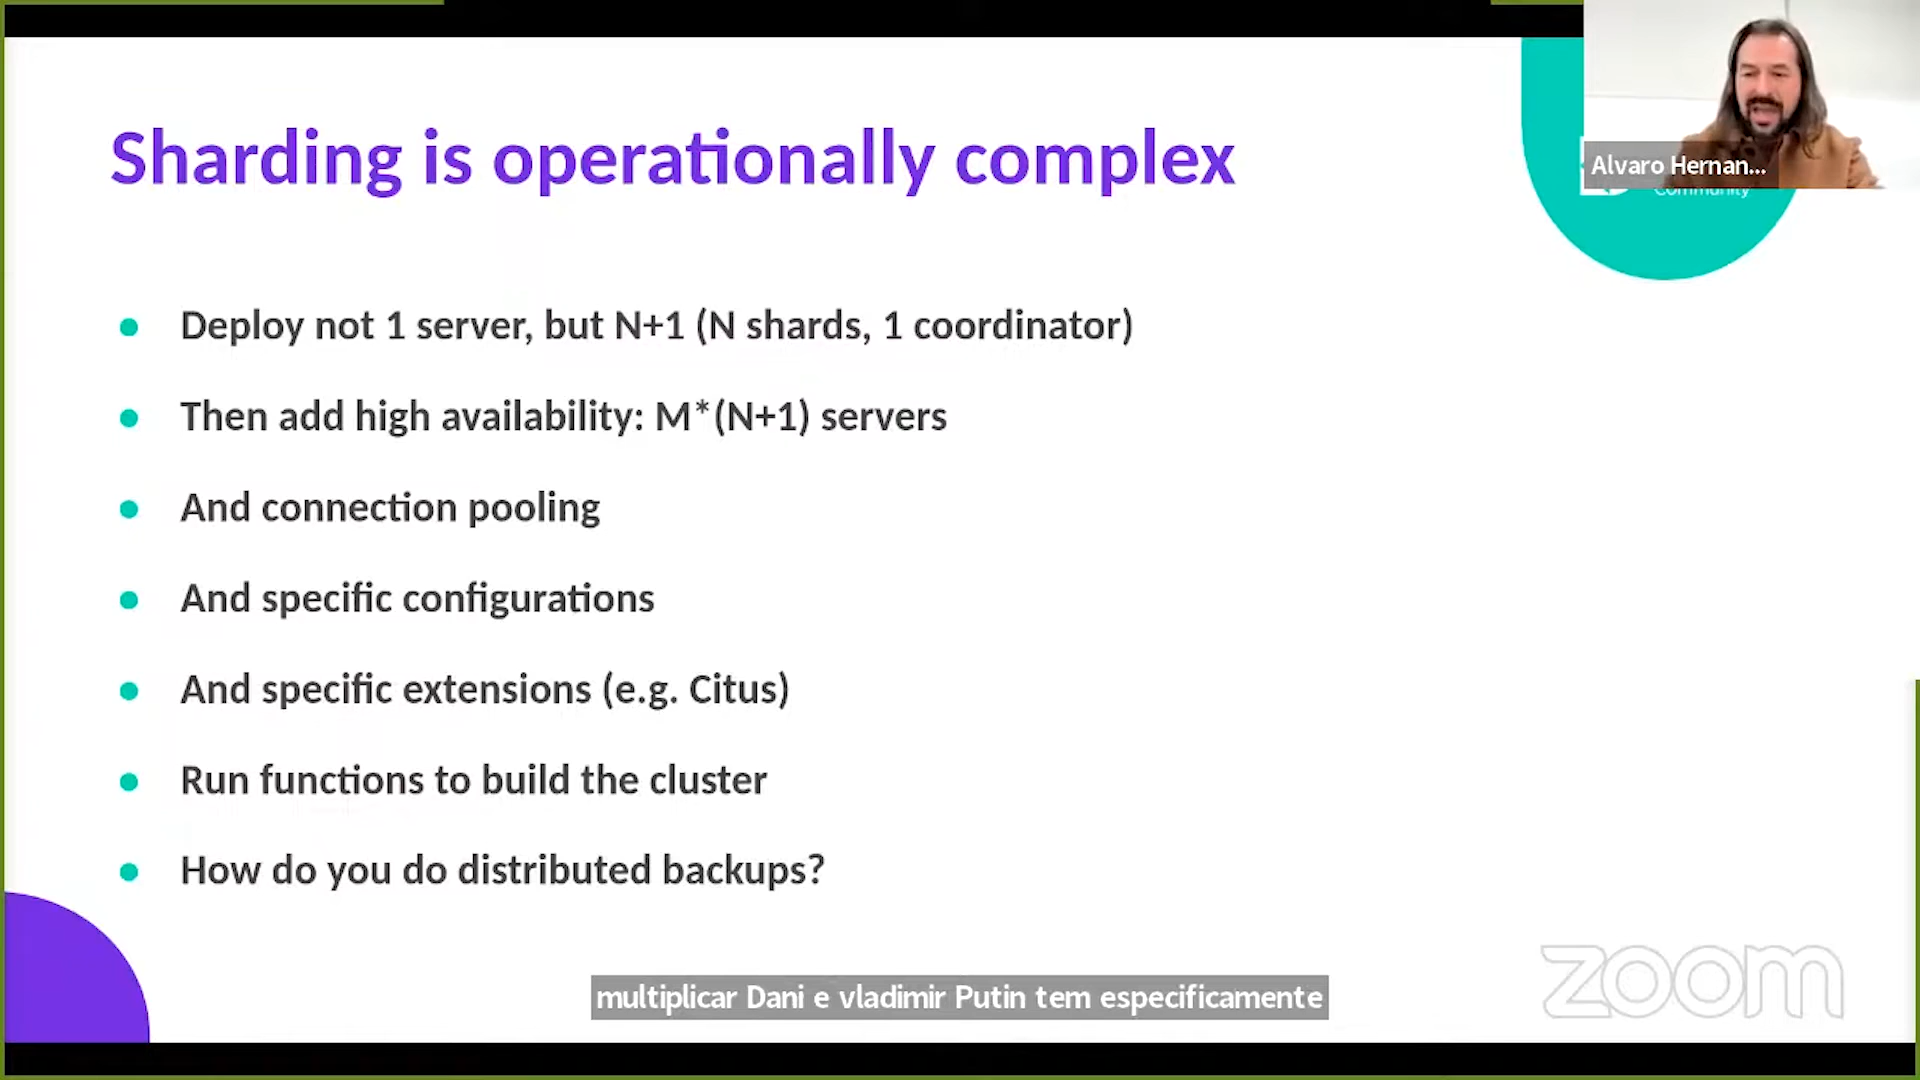 Sharding is operationally complex
Alvaro Hernan...
Community
Deploy not 1 server, but N+1 (N shards, 1 coordinator)
Then add high availability: M*(N+1) servers
And connection pooling
And specific configurations
And specific extensions (e.g. Citus)
Run functions to build the cluster
How do you do distributed backups?
multiplicar Dani e vladimir Putin tem especificamente
zoom